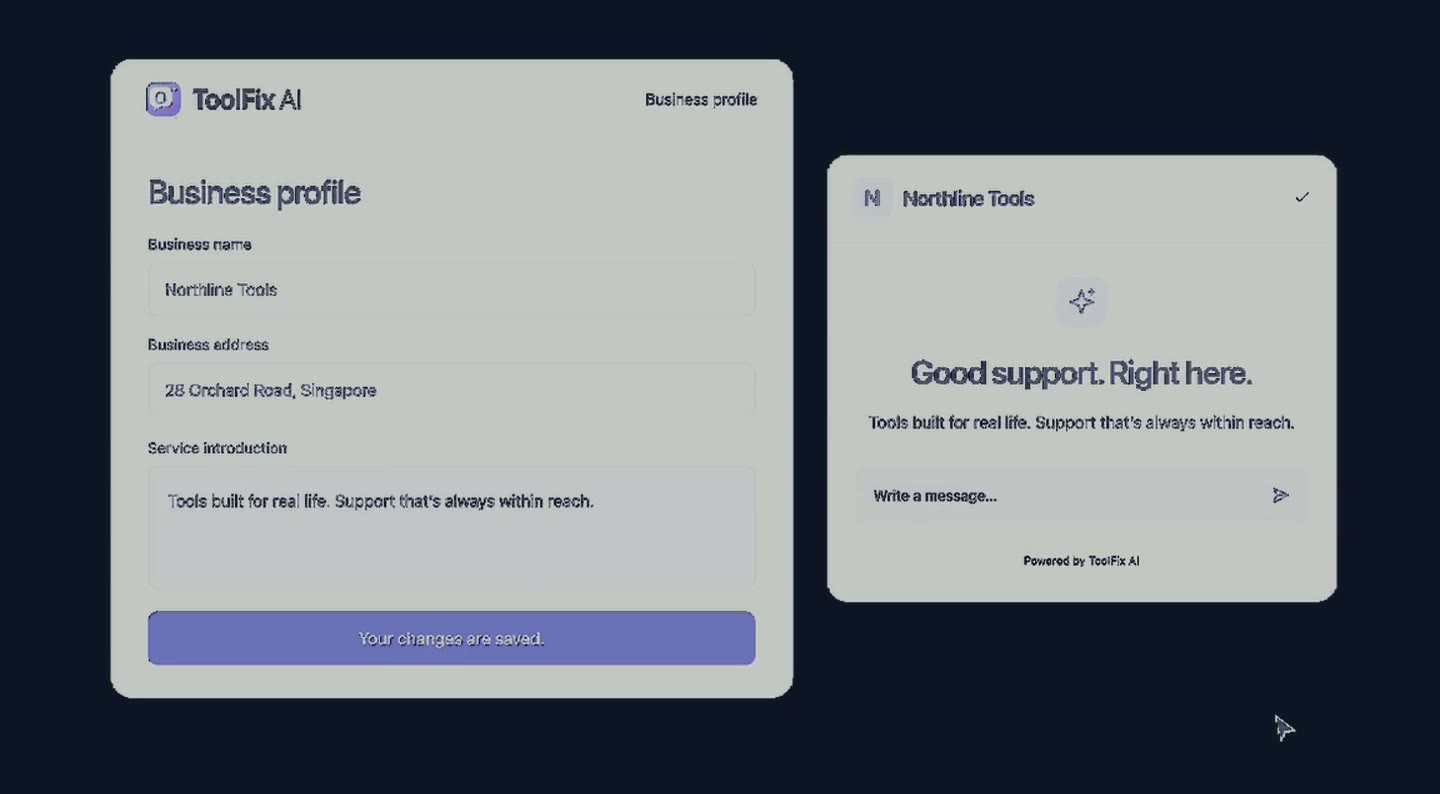 ToolFix AI
Business profile
Business profile
Business name
Northline Tools
Business address
28 Orchard Road, Singapore
Service introduction
Tools built for real life. Support that's always within reach.
Your changes are saved.
N
Northline Tools
Good support. Right here.
Tools built for real life. Support that's always within reach.
Write a message...
Powered by ToolFix AI